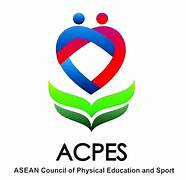 ACPES
ASEAN Council of Physical Education and Sport